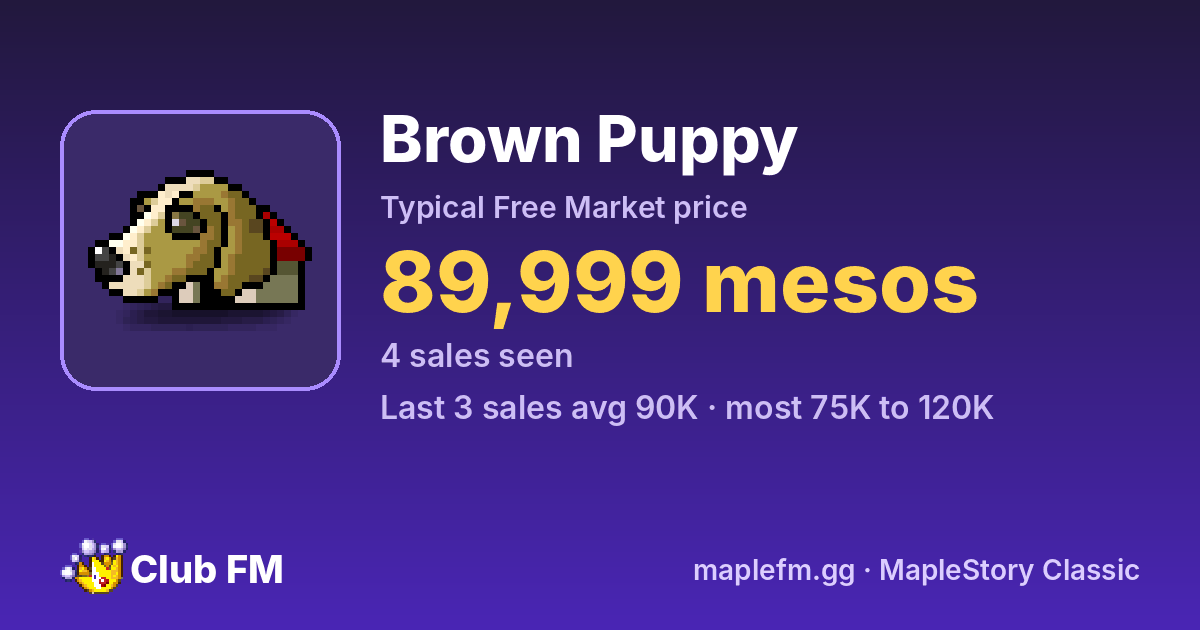 Brown Puppy
Typical Free Market price
89,999 mesos
4 sales seen
Last 3 sales avg 90K · most 75K to 120K
Club FM
maplefm.gg · MapleStory Classic